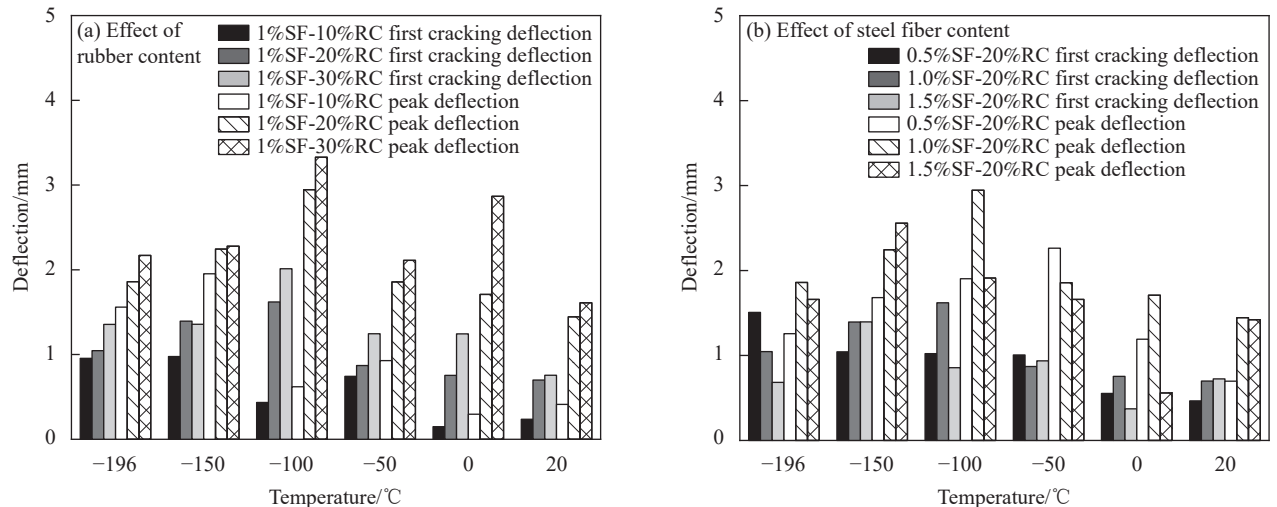 (a) Effect of
rubber content
1%SF-10%RC first cracking deflection
1%SF-20%RC first cracking deflection
1%SF-30%RC first cracking deflection
1%SF-10%RC peak deflection
1%SF-20%RC peak deflection
1%SF-30%RC peak deflection
5
4
3
2
1
0
Deflection/mm
−196
−150
−100
−50
0
20
Temperature/℃
(b) Effect of steel fiber content
0.5%SF-20%RC first cracking deflection
1.0%SF-20%RC first cracking deflection
1.5%SF-20%RC first cracking deflection
0.5%SF-20%RC peak deflection
1.0%SF-20%RC peak deflection
1.5%SF-20%RC peak deflection
5
4
3
2
1
0
Deflection/mm
−196
−150
−100
−50
0
20
Temperature/℃